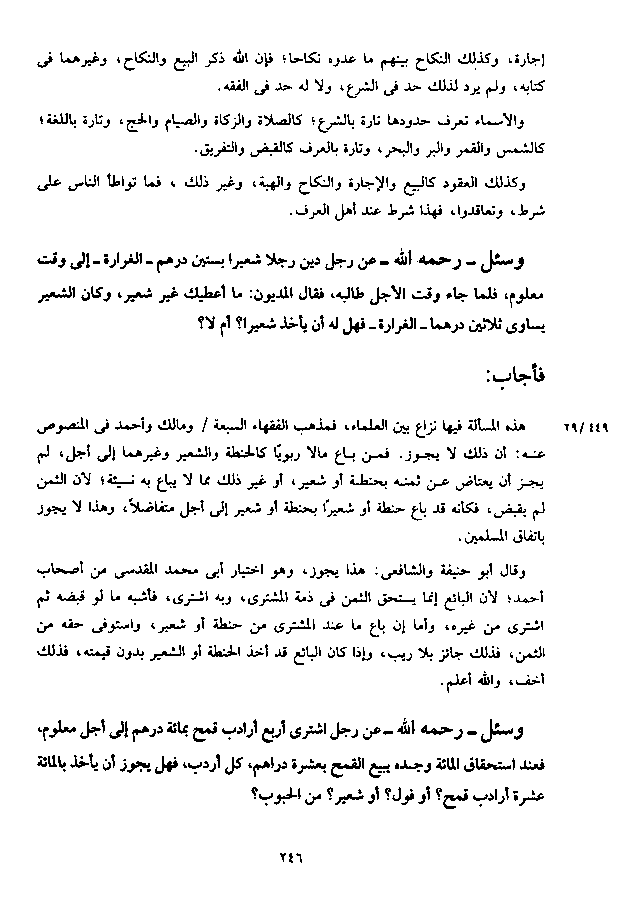 إجارة، وكذلك النكاح بينهم ما عدوه نكاحا؛ فإن الله ذكر البيع والنكاح، وغيرهما فى
كتابه، ولم يرد لذلك حد فى الشرع، ولا له حد فى الفقه.
والأسماء تعرف حدودها تارة بالشرع؛ كالصلاة والزكاة والصيام والحج، وتارة باللغة؛
كالشمس والقمر والبر والبحر، وتارة بالعرف كالقبض والتفريق.
وكذلك العقود كالبيع والإجارة والنكاح والهبة، وغير ذلك ، فما تواطأ الناس على
شرط، وتعاقدوا، فهذا شرط عند أهل العرف.
وسئل ـ رحمه الله ـ عن رجل دين رجلا شعيرا بستين درهم ـ الغرارة ـ إلى وقت
معلوم، فلما جاء وقت الأجل طالبه، فقال المديون: ما أعطيك غير شعير، وكان الشعير
يساوى ثلاثين درهما ـ الغرارة ـ فهل له أن يأخذ شعيرا؟ أم لا؟
فأجاب:
هذه المسألة فيها نزاع بين العلماء، فمذهب الفقهاء السبعة / ومالك وأحمد فى المنصوص
٢٩/٤٤٩
عنه: أن ذلك لا يجوز. فمن باع مالا ربويًا كالحنطة والشعير وغيرهما إلى أجل، لم
يجز أن يعتاض عن ثمنه بحنطة أو شعير، أو غير ذلك مما لا يباع به نسيئة؛ لأن الثمن
لم يقبض، فكأنه قد باع حنطة أو شعيرًا بحنطة أو شعير إلى أجل متفاضلاً، وهذا لا يجوز
باتفاق المسلمين.
وقال أبو حنيفة والشافعى: هذا يجوز، وهو اختيار أبى محمد المقدسى من أصحاب
أحمد؛ لأن البائع إنما يستحق الثمن فى ذمة المشترى، وبه اشترى، فأشبه ما لو قبضه ثم
اشترى من غيره، وأما إن باع ما عند المشترى من حنطة أو شعير، واستوفى حقه من
الثمن، فذلك جائز بلا ريب، وإذا كان البائع قد أخذ الحنطة أو الشعير بدون قيمته، فذلك
أخف، والله أعلم.
وسئل ـ رحمه الله ـ عن رجل اشترى أربع أرادب قمح بمائة درهم إلى أجل معلوم،
فعند استحقاق المائة وجده يبيع القمح بعشرة دراهم، كل أردب، فهل يجوز أن يأخذ بالمائة
عشرة أرادب قمح؟ أو فول؟ أو شعير؟ من الحبوب؟
٢٤٦